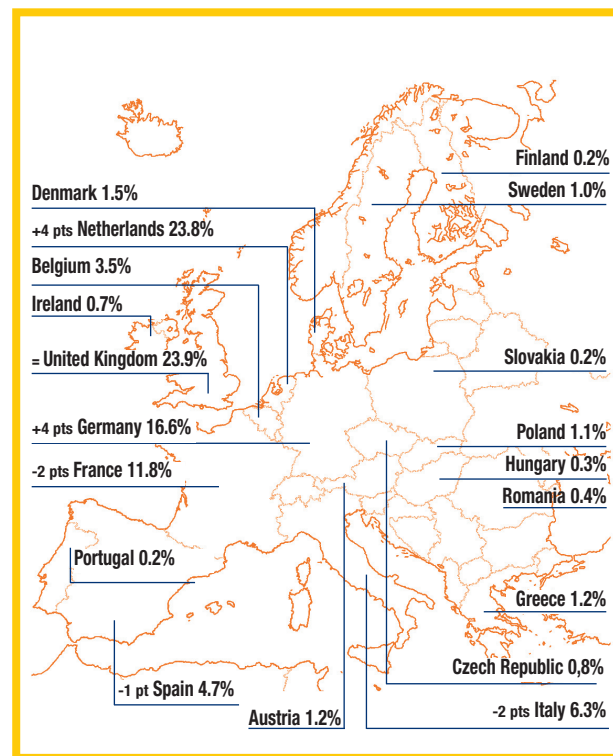 Finland 0.2%
Denmark 1.5%
Sweden 1.0%
+4 pts Netherlands 23.8%
Belgium 3.5%
Ireland 0.7%
= United Kingdom 23.9%
Slovakia 0.2%
+4 pts Germany 16.6%
Poland 1.1%
-2 pts France 11.8%
Hungary 0.3%
Romania 0.4%
Portugal 0.2%
Greece 1.2%
Czech Republic 0,8%
-1 pt Spain 4.7%
Austria 1.2%
-2 pts Italy 6.3%